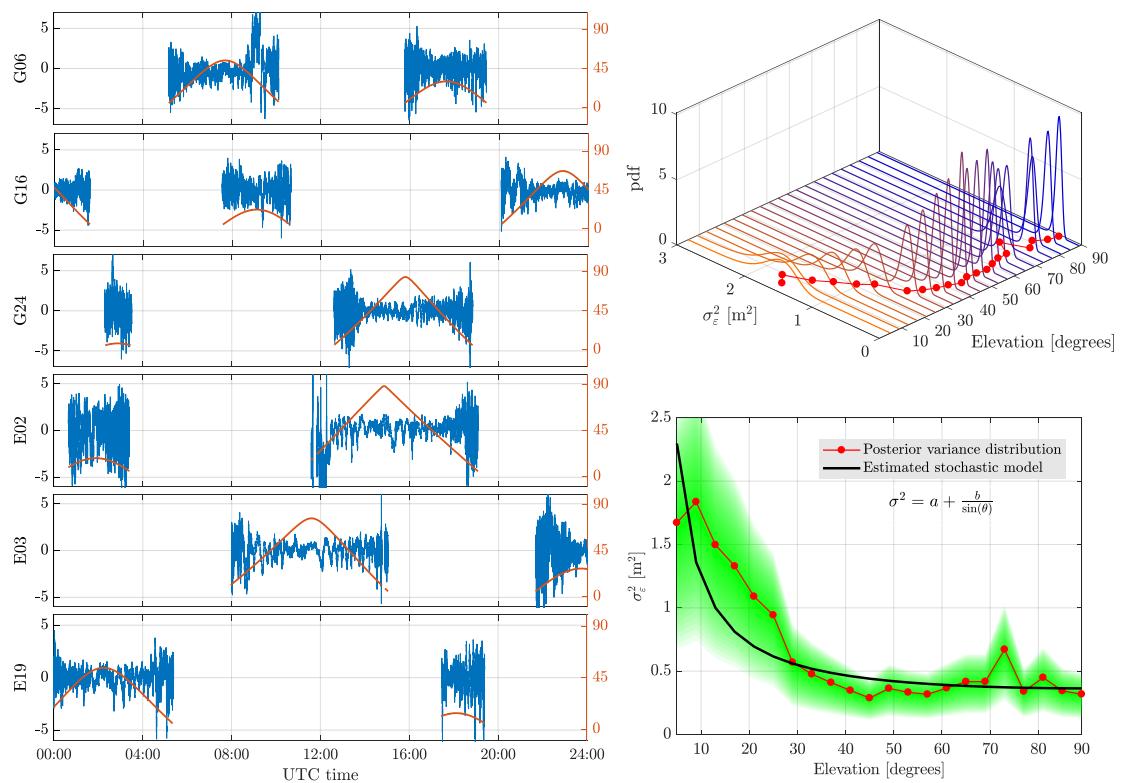 G06
5
0
-5
90
45
0
G16
5
0
-5
90
45
0
G24
5
0
-5
90
45
0
E02
5
0
-5
90
45
0
E03
5
0
-5
90
45
0
E19
5
0
-5
90
45
0
00:00 04:00 08:00 12:00 16:00 20:00 24:00
UTC time
pdf
10
5
0
3
2
1
0
σ²_ε [m²]
10 20 30 40 50 60 70 80 90
Elevation [degrees]
σ²_ε [m²]
2.5
2
1.5
1
0.5
0
Posterior variance distribution
Estimated stochastic model
σ² = a + b/sin(θ)
10 20 30 40 50 60 70 80 90
Elevation [degrees]